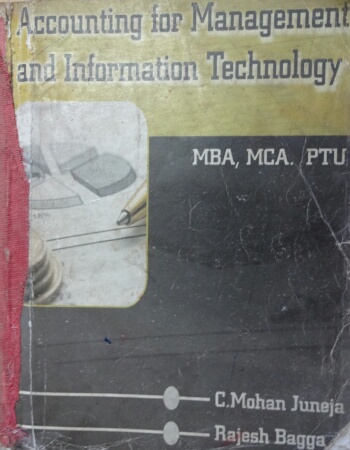 Accounting for Management
and Information Technology
MBA, MCA. PTU
C.Mohan Juneja
Rajesh Bagga